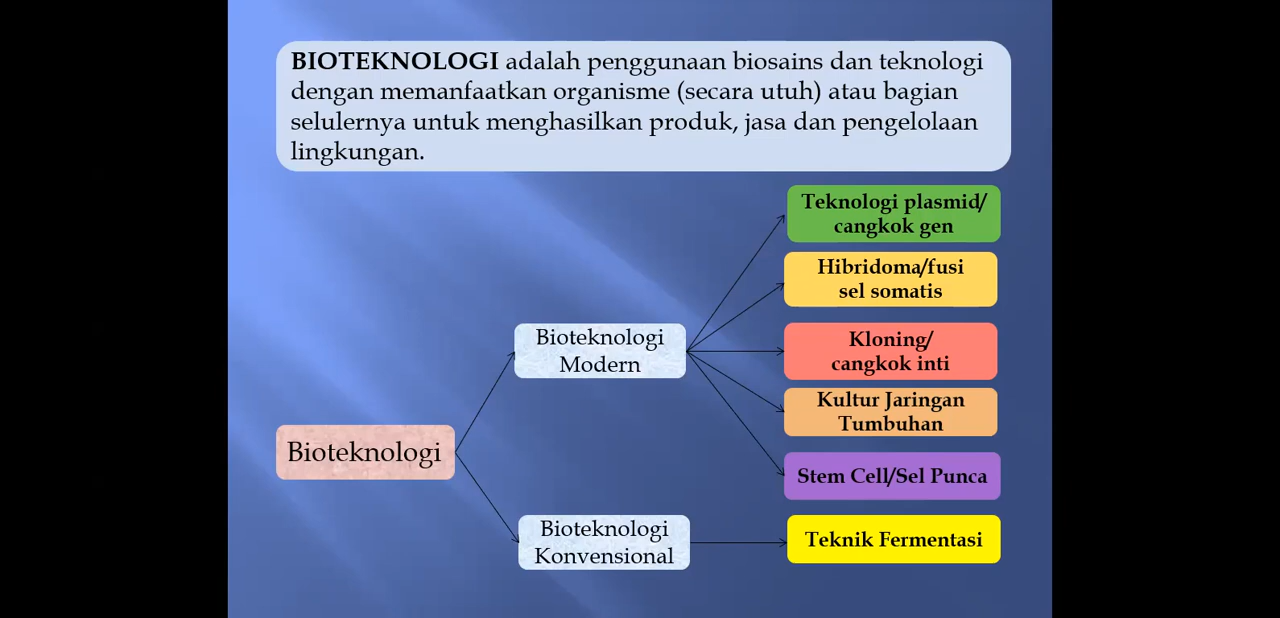 BIOTEKNOLOGI adalah penggunaan biosains dan teknologi
dengan memanfaatkan organisme (secara utuh) atau bagian
selulernya untuk menghasilkan produk, jasa dan pengelolaan
lingkungan.
Teknologi plasmid/
cangkok gen
Hibridoma/fusi
sel somatis
Bioteknologi
Modern
Kloning/
cangkok inti
Kultur Jaringan
Tumbuhan
Bioteknologi
Stem Cell/Sel Punca
Bioteknologi
Konvensional
Teknik Fermentasi